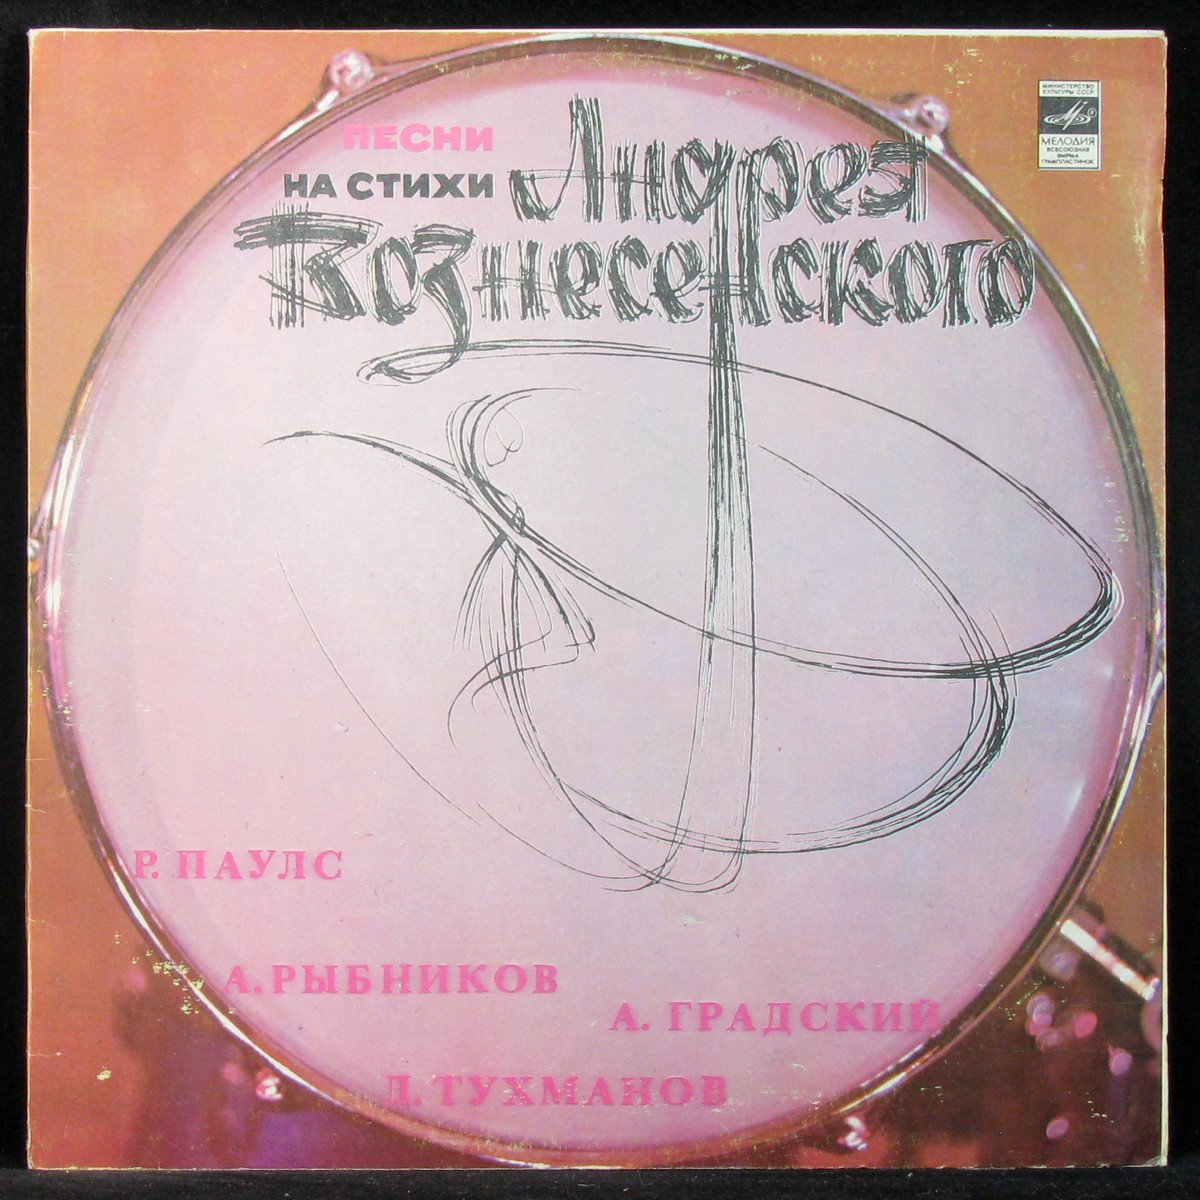 ПЕСНИ
НА СТИХИ Андрея
Вознесенского
МИНИСТЕРСТВО
КУЛЬТУРЫ СССР
МЕЛОДИЯ
ВСЕСОЮЗНАЯ
ФИРМА
ГРАМПЛАСТИНОК
Р. ПАУЛС
А. РЫБНИКОВ
А. ГРАДСКИЙ
Д. ТУХМАНОВ